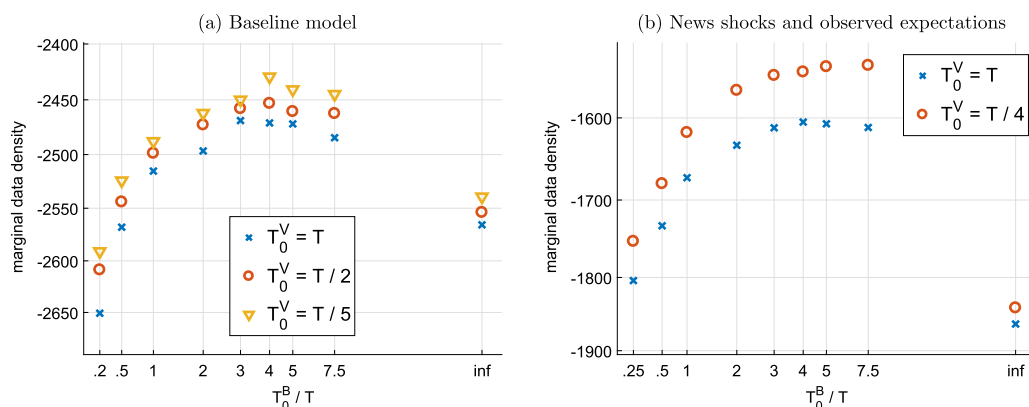 (a) Baseline model
marginal data density
-2400
-2450
-2500
-2550
-2600
-2650
T₀ⱽ = T
T₀ⱽ = T / 2
T₀ⱽ = T / 5
.2 .5 1 2 3 4 5 7.5 inf
T₀ᴮ / T
(b) News shocks and observed expectations
marginal data density
-1600
-1700
-1800
-1900
T₀ⱽ = T
T₀ⱽ = T / 4
.25 .5 1 2 3 4 5 7.5 inf
T₀ᴮ / T